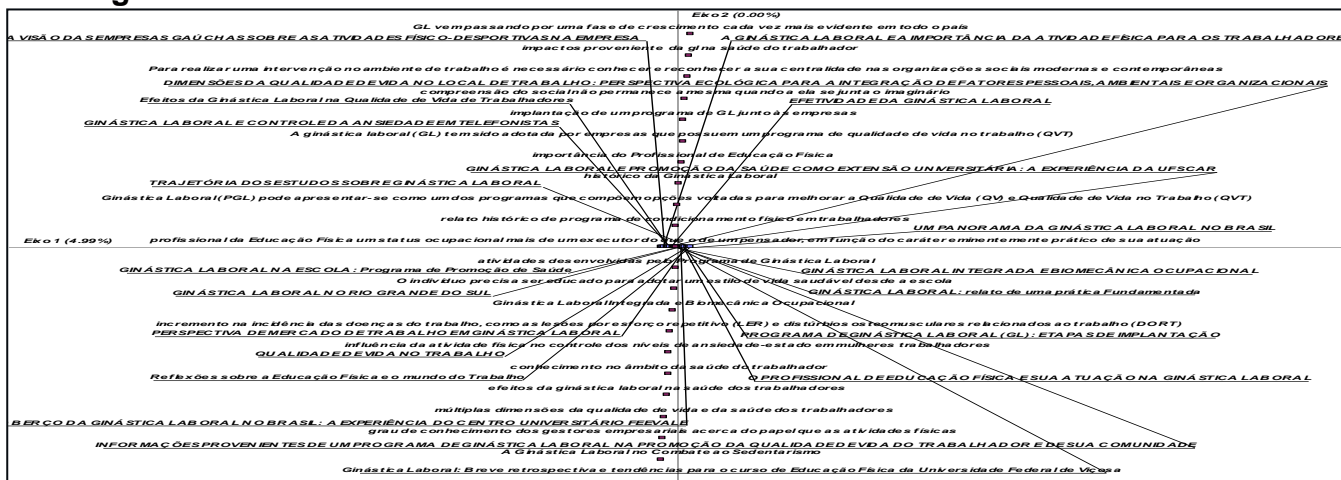 Eixo 2 (0.00%)
GL vem passando por uma fase de crescimento cada vez mais evidente em todo o país
A VISÃO DAS EMPRESAS GAÚCHAS SOBRE AS ATIVIDADES FÍSICO-DESPORTIVAS NA EMPRESA
A GINÁSTICA LABORAL E A IMPORTÂNCIA DA ATIVIDADE FÍSICA PARA OS TRABALHADORE
impactos proveniente da gl na saúde do trabalhador
Para realizar uma intervenção no ambiente de trabalho é necessário conhecer e reconhecer a sua centralidade nas organizações sociais modernas e contemporâneas
DIMENSÕES DA QUALIDADE DE VIDA NO LOCAL DE TRABALHO: PERSPECTIVA ECOLÓGICA PARA A INTEGRAÇÃO DE FATORES PESSOAIS, AMBIENTAIS E ORGANIZACIONAIS
compreensão do social não permanece a mesma quando a ela se junta o imaginário
Efeitos da Ginástica Laboral na Qualidade de Vida de Trabalhadores
EFETIVIDADE DA GINÁSTICA LABORAL
implantação de um programa de GL junto às empresas
GINÁSTICA LABORAL E CONTROLE DA ANSIEDADE EM TELEFONISTAS
A ginástica laboral (GL) tem sido adotada por empresas que possuem um programa de qualidade de vida no trabalho (QVT)
importância do Profissional de Educação Física
GINÁSTICA LABORAL E PROMOÇÃO DA SAÚDE COMO EXTENSÃO UNIVERSITÁRIA: A EXPERIÊNCIA DA UFSCAR
histórico da Ginástica Laboral
TRAJETÓRIA DOS ESTUDOS SOBRE GINÁSTICA LABORAL
Ginástica Laboral (PGL) pode apresentar-se como um dos programas que compõem opções voltadas para melhorar a Qualidade de Vida (QV) e Qualidade de Vida no Trabalho (QVT)
relato histórico de programa de condicionamento físico em trabalhadores
UM PANORAMA DA GINÁSTICA LABORAL NO BRASIL
Eixo 1 (4.99%)
profissional da Educação Física um status ocupacional mais de um executor do que o de um pensador, em função do caráter eminentemente prático de sua atuação
atividades desenvolvidas pelo Programa de Ginástica Laboral
GINÁSTICA LABORAL NA ESCOLA: Programa de Promoção de Saúde
GINÁSTICA LABORAL INTEGRADA E BIOMECÂNICA OCUPACIONAL
O indivíduo precisa ser educado para adotar um estilo de vida saudável desde a escola
GINÁSTICA LABORAL NO RIO GRANDE DO SUL
GINÁSTICA LABORAL: relato de uma prática Fundamentada
Ginástica Laboral Integrada e Biomecânica Ocupacional
incremento na incidência das doenças do trabalho, como as lesões por esforço repetitivo (LER) e distúrbios osteomusculares relacionados ao trabalho (DORT)
PERSPECTIVA DE MERCADO DE TRABALHO EM GINÁSTICA LABORAL
PROGRAMA DE GINÁSTICA LABORAL (GL): ETAPAS DE IMPLANTAÇÃO
influência da atividade física no controle dos níveis de ansiedade-estado em mulheres trabalhadores
QUALIDADE DE VIDA NO TRABALHO
conhecimento no âmbito da saúde do trabalhador
Reflexões sobre a Educação Física e o mundo do Trabalho
O PROFISSIONAL DE EDUCAÇÃO FÍSICA E SUA ATUAÇÃO NA GINÁSTICA LABORAL
efeitos da ginástica laboral na saúde dos trabalhadores
múltiplas dimensões da qualidade de vida e da saúde dos trabalhadores
BERÇO DA GINÁSTICA LABORAL NO BRASIL: A EXPERIÊNCIA DO CENTRO UNIVERSITÁRIO FEEVALE
grau de conhecimento dos gestores empresariais acerca do papel que as atividades físicas
INFORMAÇÕES PROVENIENTES DE UM PROGRAMA DE GINÁSTICA LABORAL NA PROMOÇÃO DA QUALIDADE DE VIDA DO TRABALHADOR E DE SUA COMUNIDADE
A Ginástica Laboral no Combate ao Sedentarismo
Ginástica Laboral: Breve retrospectiva e tendências para o curso de Educação Física da Universidade Federal de Viçosa